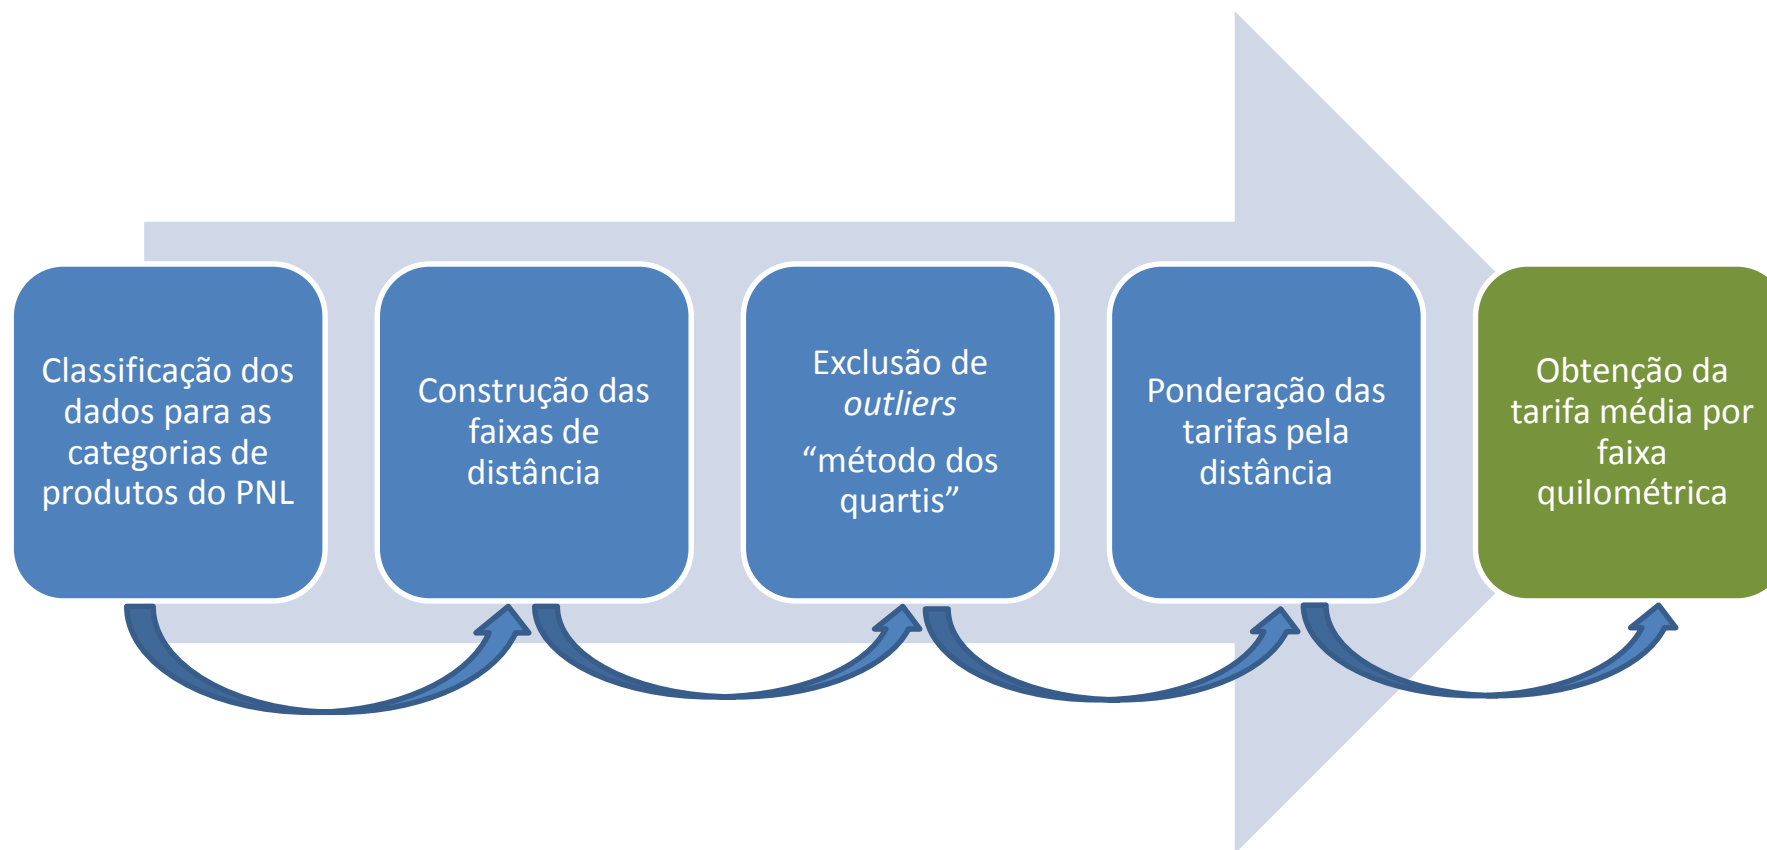 Classificação dos
dados para as
categorias de
produtos do PNL
Construção das
faixas de
distância
Exclusão de
outliers
“método dos
quartis”
Ponderação das
tarifas pela
distância
Obtenção da
tarifa média por
faixa
quilométrica